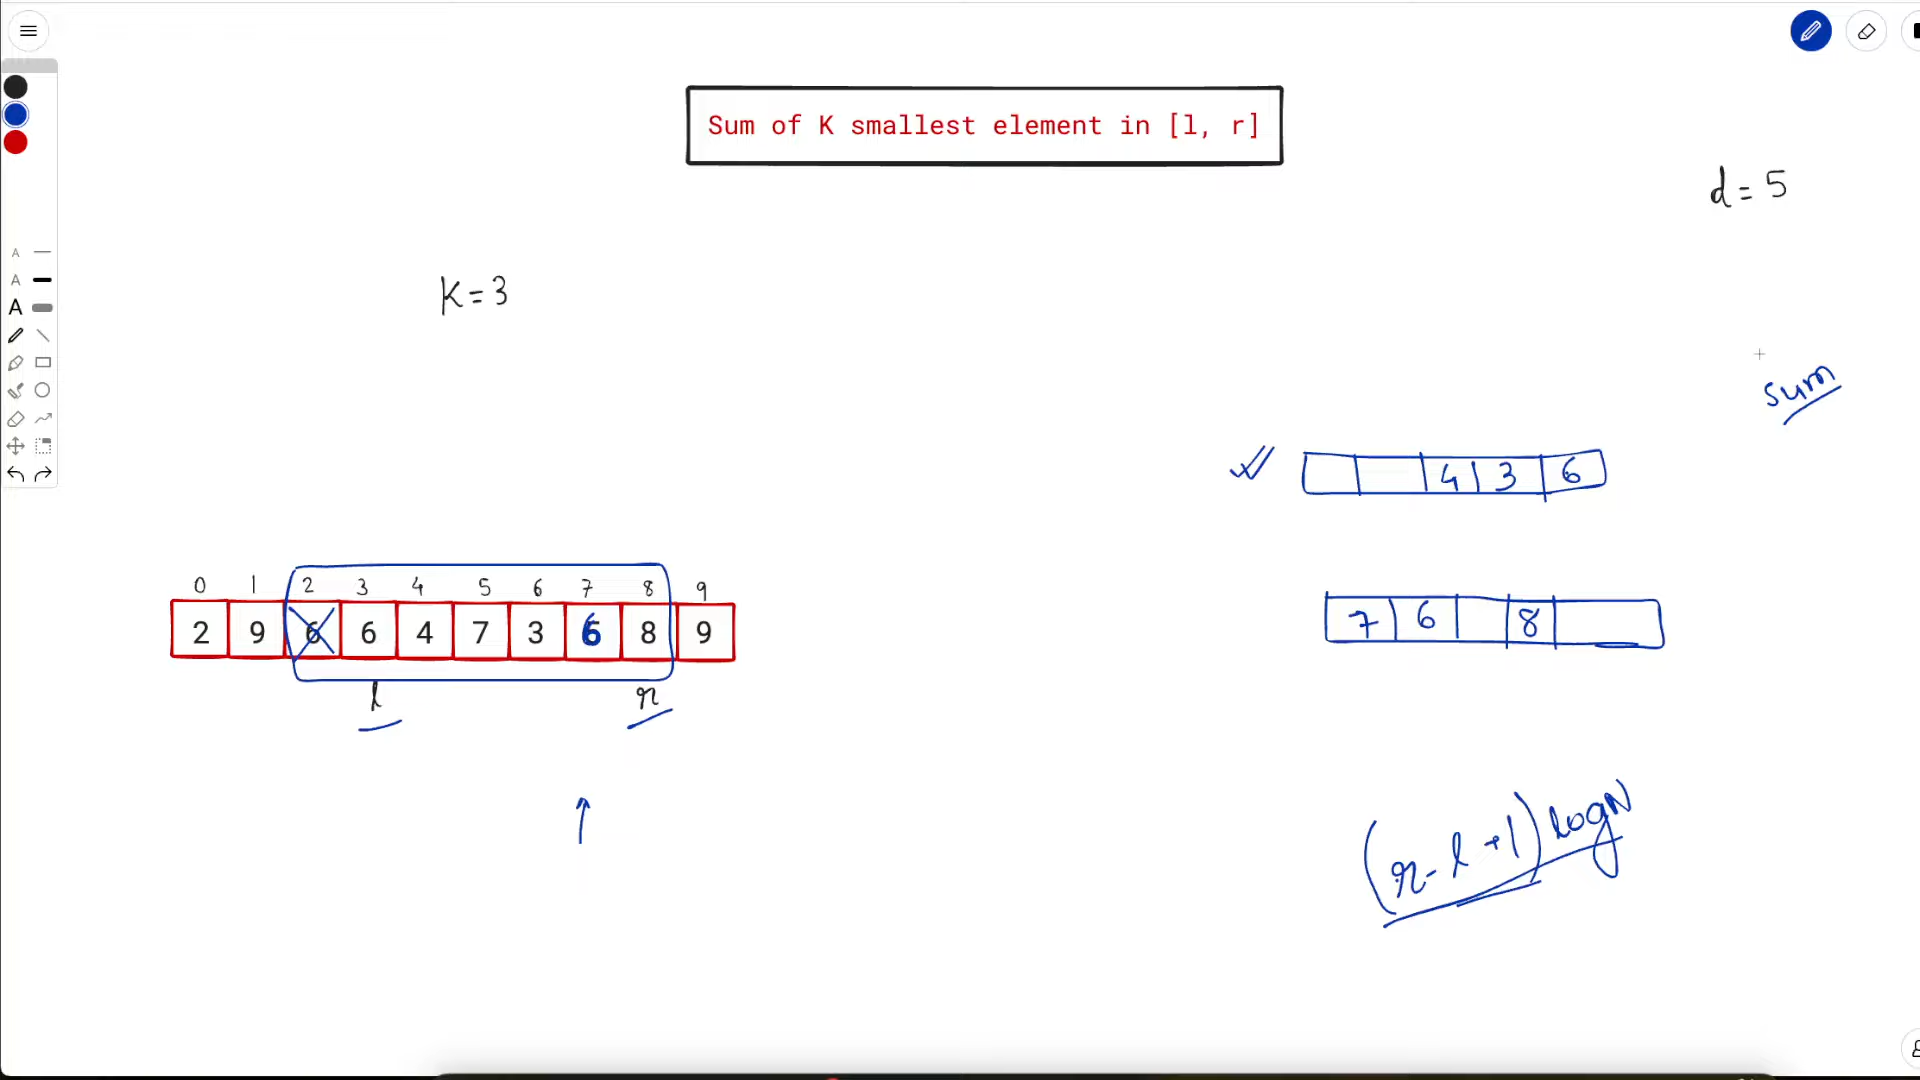 Sum of K smallest element in [l, r]
d = 5
K = 3
sum
4 3 6
0 1 2 3 4 5 6 7 8 9
2 9 6 6 4 7 3 6 8 9
7 6 8
l r
(r - l + 1) log N
A
A
A